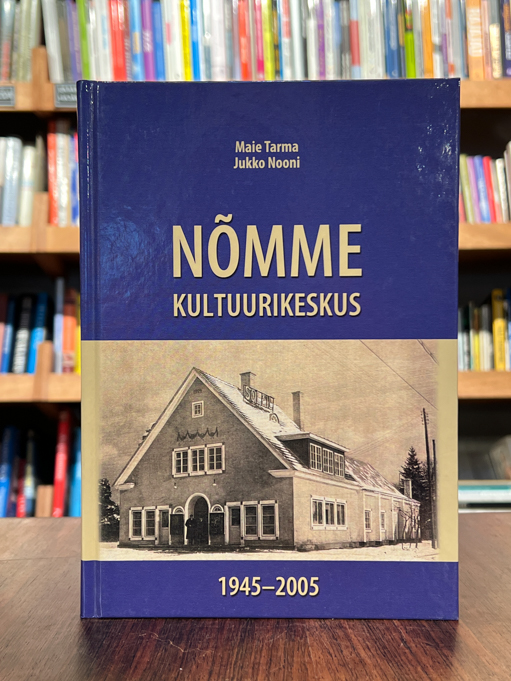 Maie Tarma
Jukko Nooni
NÕMME
KULTUURIKESKUS
1945–2005